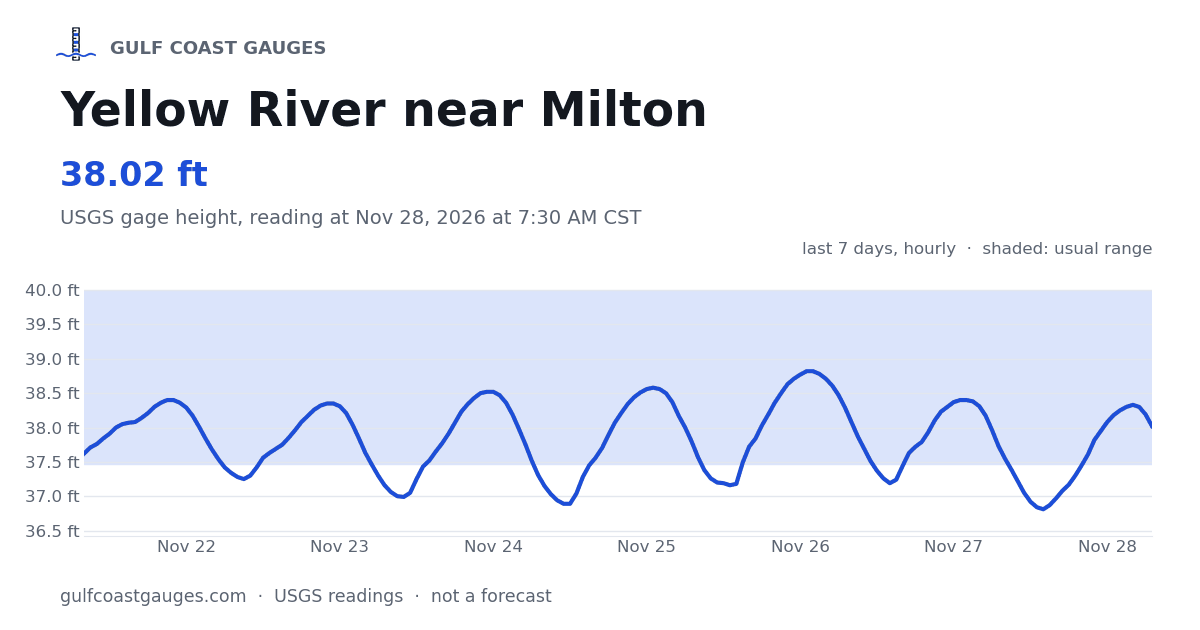 GULF COAST GAUGES
Yellow River near Milton
38.02 ft
USGS gage height, reading at Nov 28, 2026 at 7:30 AM CST
last 7 days, hourly · shaded: usual range
40.0 ft
39.5 ft
39.0 ft
38.5 ft
38.0 ft
37.5 ft
37.0 ft
36.5 ft
Nov 22 Nov 23 Nov 24 Nov 25 Nov 26 Nov 27 Nov 28
gulfcoastgauges.com · USGS readings · not a forecast